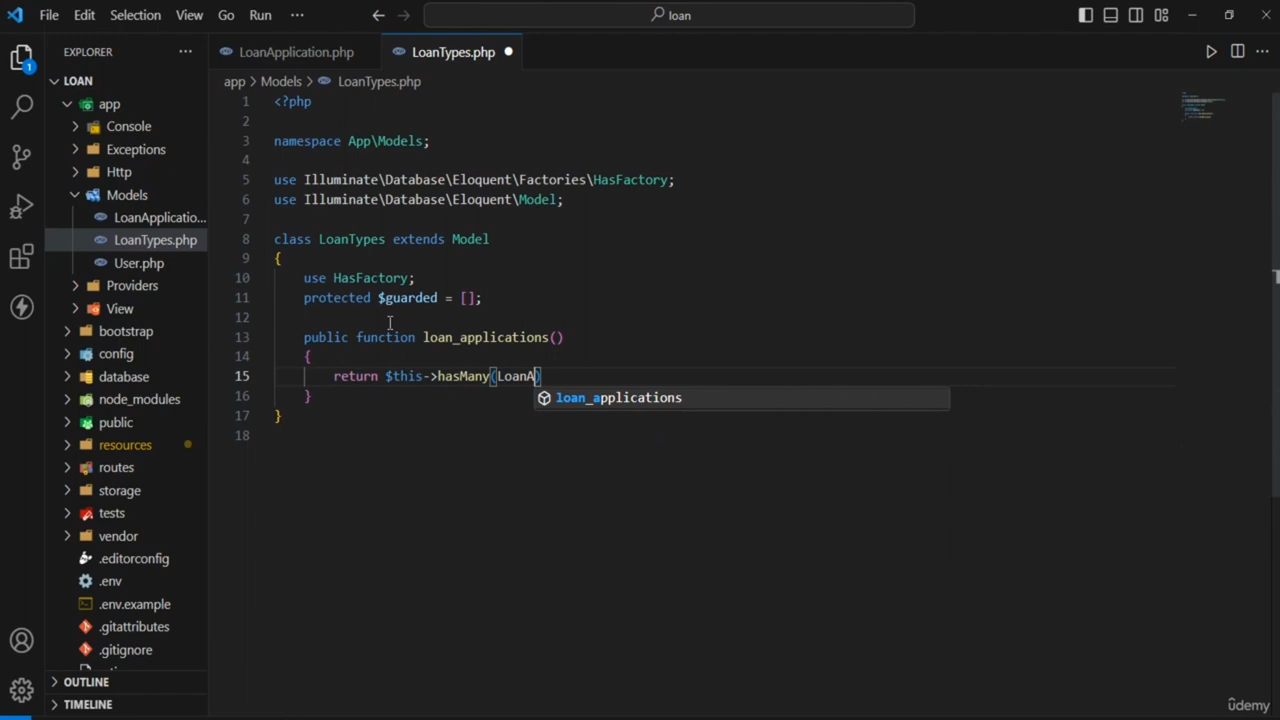 File Edit Selection View Go Run ··· loan
EXPLORER ··· LoanApplication.php LoanTypes.php
LOAN
app > Models > LoanTypes.php
app
Console
Exceptions
Http
Models
LoanApplicatio...
LoanTypes.php
User.php
Providers
View
bootstrap
config
database
node_modules
public
resources
routes
storage
tests
vendor
.editorconfig
.env
.env.example
.gitattributes
.gitignore
OUTLINE
TIMELINE
1
1 <?php
2
3 namespace App\Models;
4
5 use Illuminate\Database\Eloquent\Factories\HasFactory;
6 use Illuminate\Database\Eloquent\Model;
7
8 class LoanTypes extends Model
9 {
10 use HasFactory;
11 protected $guarded = [];
12
13 public function loan_applications()
14 {
15 return $this->hasMany(LoanA)
loan_applications
16 }
17 }
18
ûdemy